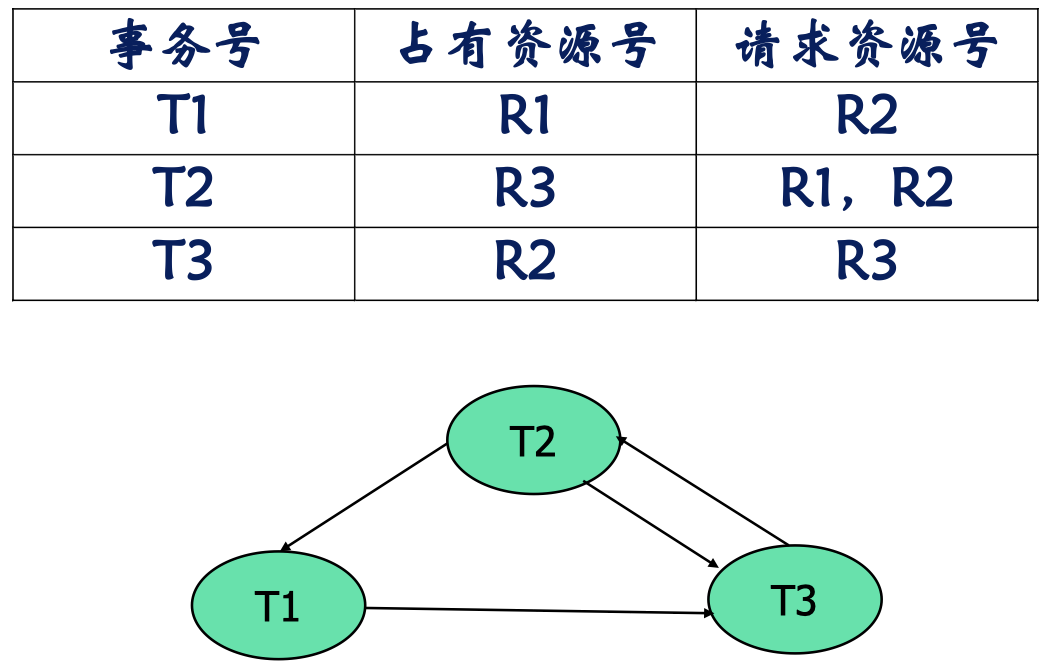 事务号 占有资源号 请求资源号
T1 R1 R2
T2 R3 R1, R2
T3 R2 R3
T2
T1 T3